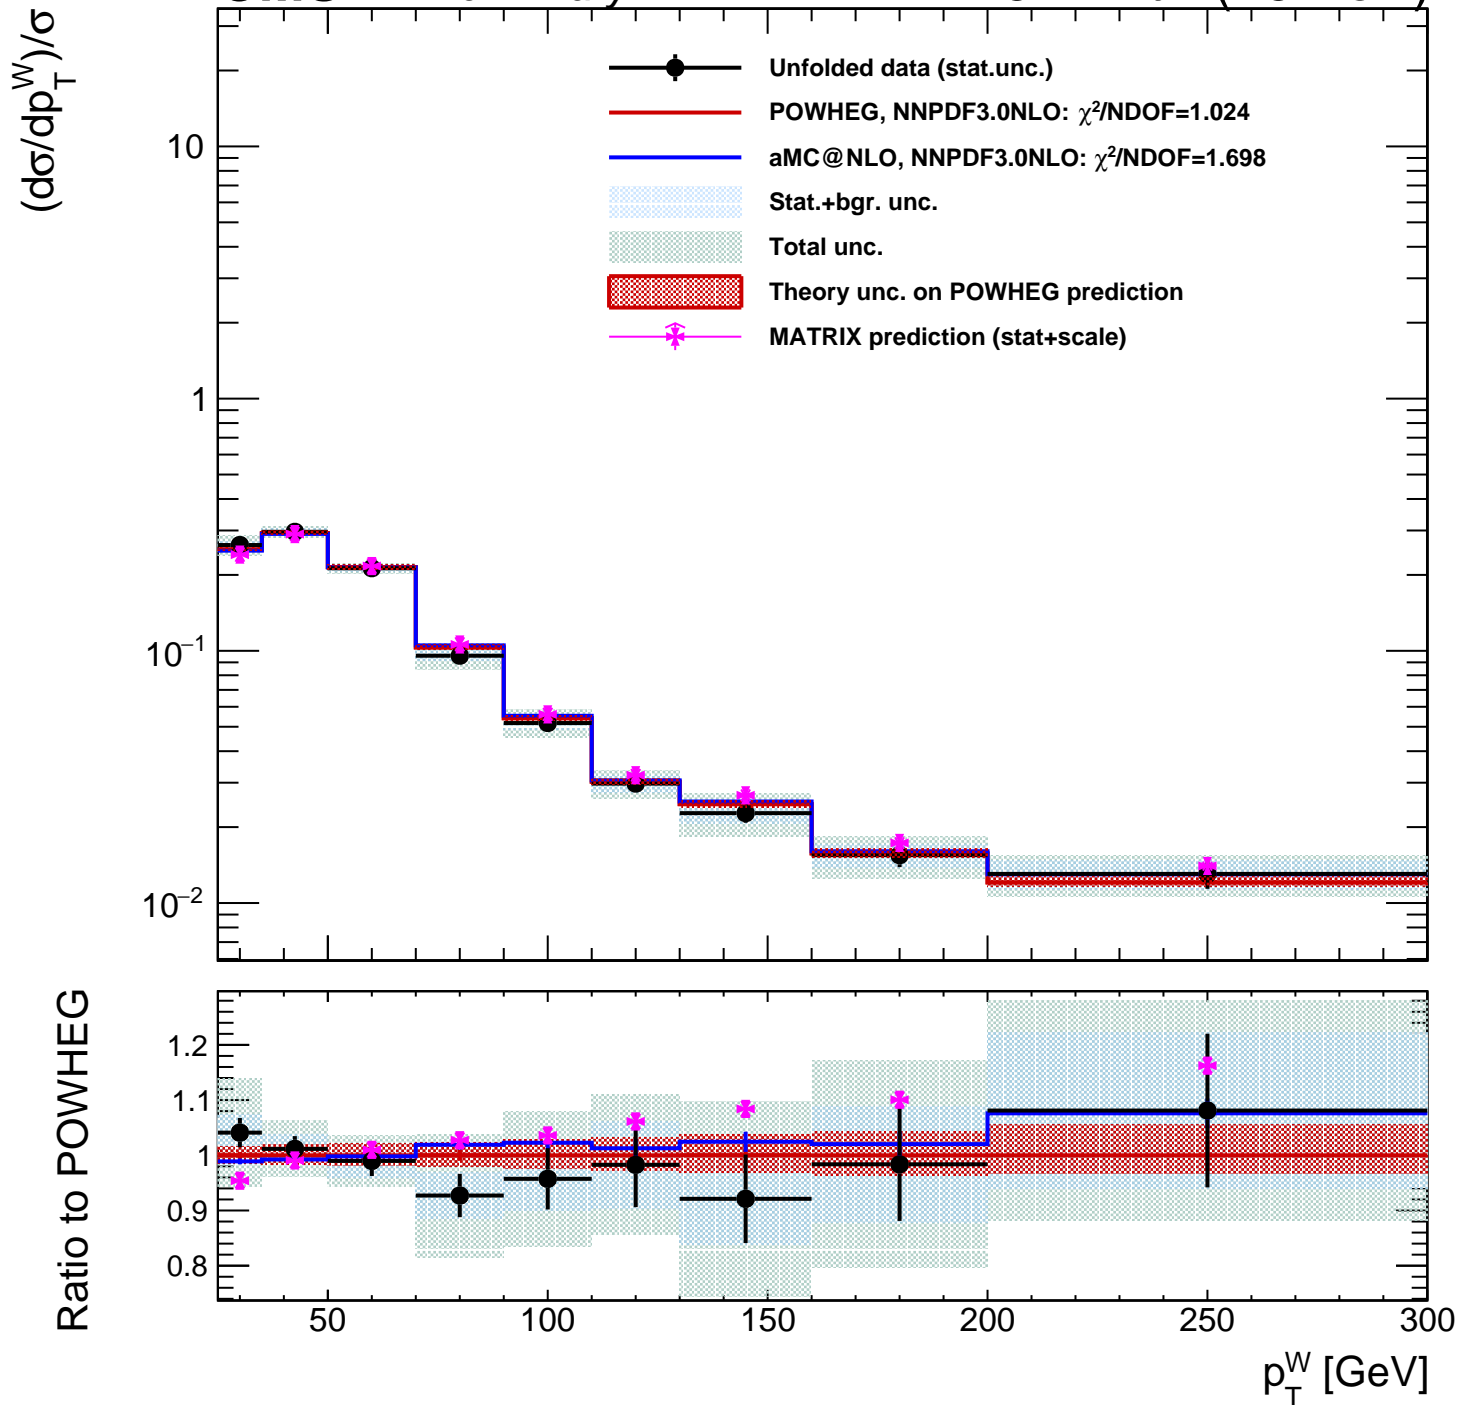 (dσ/dp_T^W)/σ
Unfolded data (stat.unc.)
POWHEG, NNPDF3.0NLO: χ²/NDOF=1.024
aMC@NLO, NNPDF3.0NLO: χ²/NDOF=1.698
Stat.+bgr. unc.
Total unc.
Theory unc. on POWHEG prediction
MATRIX prediction (stat+scale)
10
1
10⁻¹
10⁻²
Ratio to POWHEG
1.2
1.1
1
0.9
0.8
50 100 150 200 250 300
p_T^W [GeV]